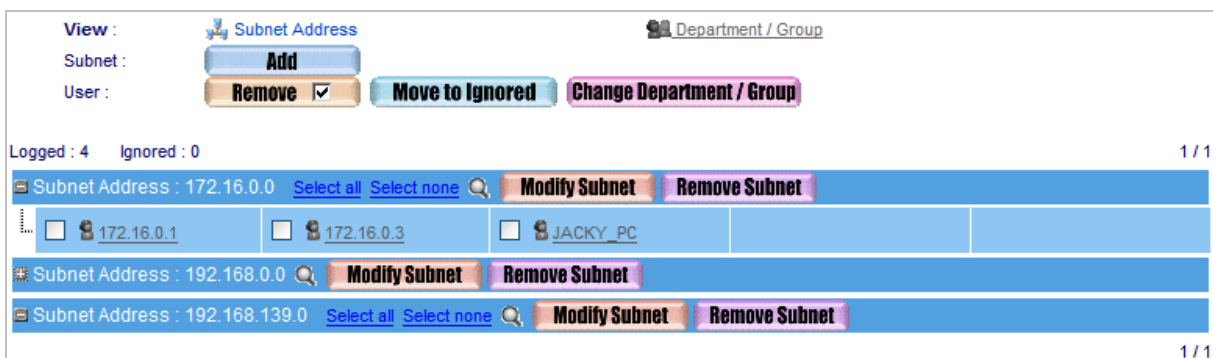 View : Subnet Address Department / Group
Subnet : Add
User : Remove Move to Ignored Change Department / Group
Logged : 4 Ignored : 0 1 / 1
Subnet Address : 172.16.0.0 Select all Select none Modify Subnet Remove Subnet
172.16.0.1 172.16.0.3 JACKY_PC
Subnet Address : 192.168.0.0 Modify Subnet Remove Subnet
Subnet Address : 192.168.139.0 Select all Select none Modify Subnet Remove Subnet
1 / 1